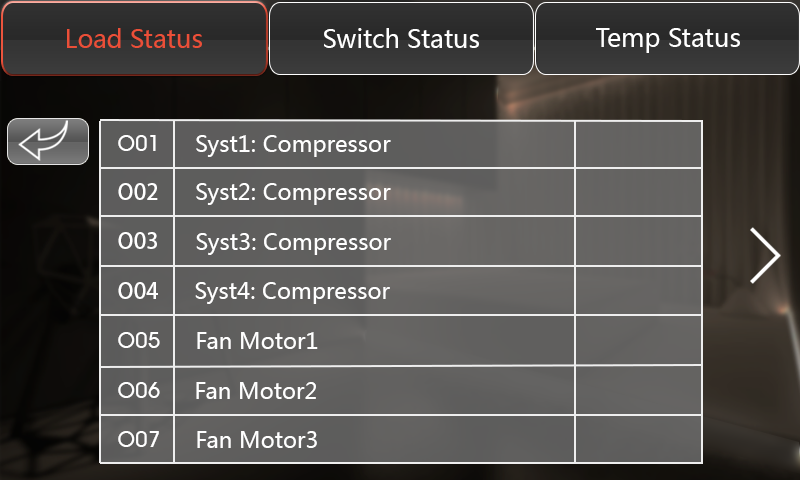 Load Status
Switch Status
Temp Status
O01 Syst1: Compressor
O02 Syst2: Compressor
O03 Syst3: Compressor
O04 Syst4: Compressor
O05 Fan Motor1
O06 Fan Motor2
O07 Fan Motor3